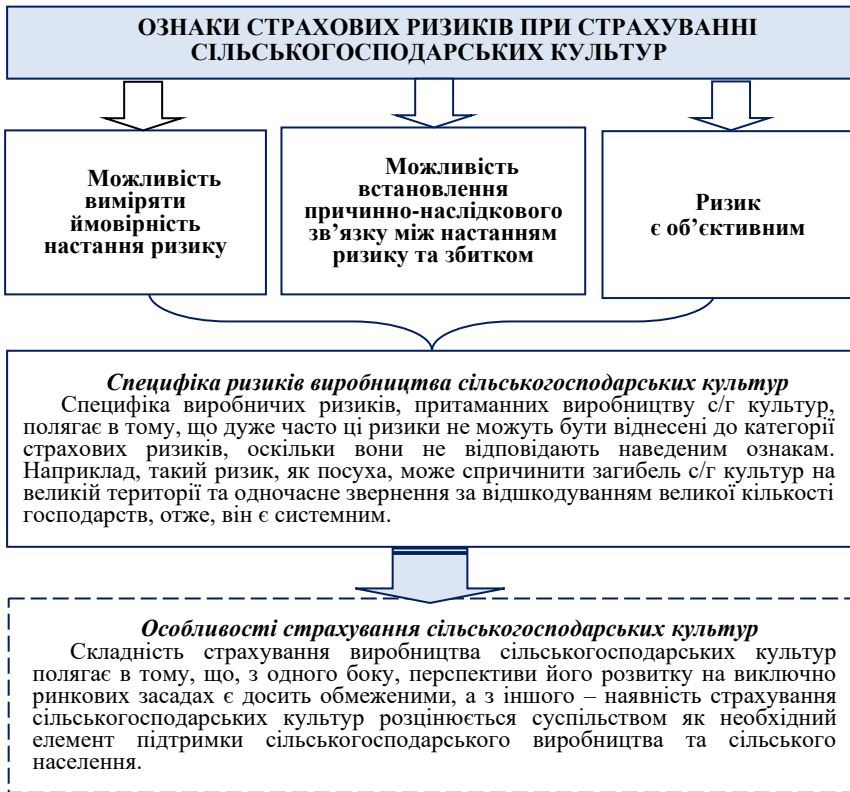 ОЗНАКИ СТРАХОВИХ РИЗИКІВ ПРИ СТРАХУВАННІ
СІЛЬСЬКОГОСПОДАРСЬКИХ КУЛЬТУР
Можливість
виміряти
ймовірність
настання ризику
Можливість
встановлення
причинно-наслідкового
зв’язку між настанням
ризику та збитком
Ризик
є об’єктивним
Специфіка ризиків виробництва сільськогосподарських культур
Специфіка виробничих ризиків, притаманних виробництву с/г культур,
полягає в тому, що дуже часто ці ризики не можуть бути віднесені до категорії
страхових ризиків, оскільки вони не відповідають наведеним ознакам.
Наприклад, такий ризик, як посуха, може спричинити загибель с/г культур на
великій території та одночасне звернення за відшкодуванням великої кількості
господарств, отже, він є системним.
Особливості страхування сільськогосподарських культур
Складність страхування виробництва сільськогосподарських культур
полягає в тому, що, з одного боку, перспективи його розвитку на виключно
ринкових засадах є досить обмеженими, а з іншого – наявність страхування
сільськогосподарських культур розцінюється суспільством як необхідний
елемент підтримки сільськогосподарського виробництва та сільського
населення.